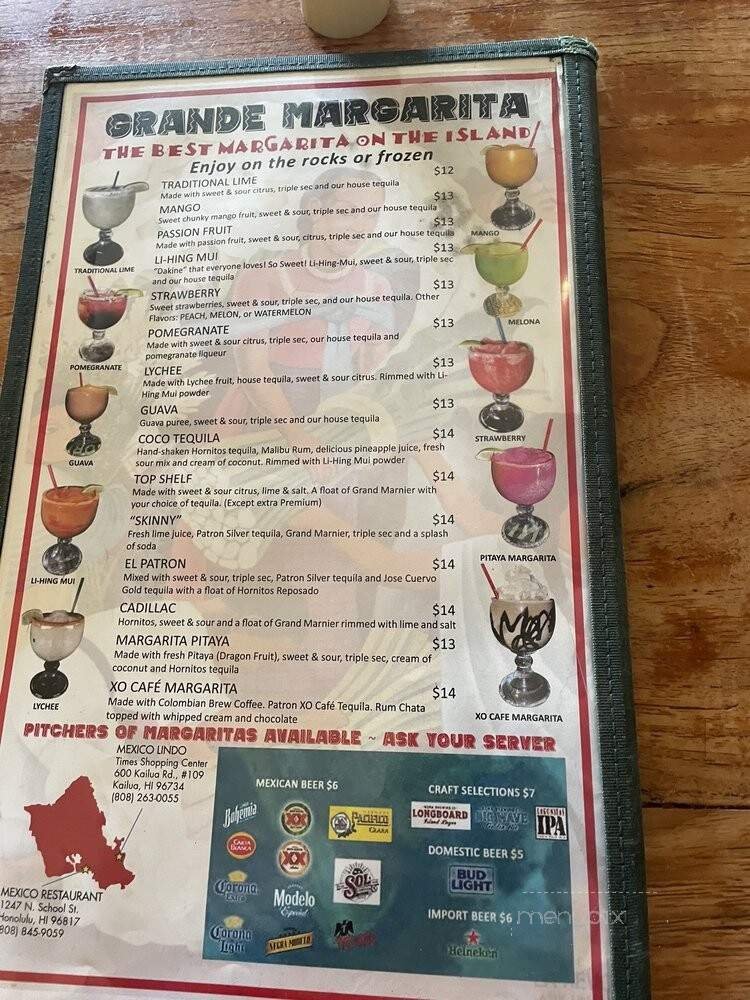 GRANDE MARGARITA
THE BEST MARGARITA ON THE ISLAND
Enjoy on the rocks or frozen
TRADITIONAL LIME $12
Made with sweet & sour citrus, triple sec and our house tequila
MANGO $13
Sweet chunky mango fruit, sweet & sour, triple sec and our house tequila
PASSION FRUIT $13
Made with passion fruit, sweet & sour, citrus, triple sec and our house tequila
LI-HING MUI $13
"Dakine" that everyone loves! So Sweet! Li-Hing-Mui, sweet & sour, triple sec
and our house tequila
STRAWBERRY $13
Sweet strawberries, sweet & sour, triple sec, and our house tequila. Other
Flavors: PEACH, MELON, or WATERMELON
POMEGRANATE $13
Made with sweet & sour citrus, triple sec, our house tequila and
pomegranate liqueur
LYCHEE $13
Made with Lychee fruit, house tequila, sweet & sour citrus. Rimmed with Li-
Hing Mui powder
GUAVA $13
Guava puree, sweet & sour, triple sec and our house tequila
COCO TEQUILA $14
Hand-shaken Hornitos tequila, Malibu Rum, delicious pineapple juice, fresh
sour mix and cream of coconut. Rimmed with Li-Hing Mui powder
TOP SHELF $14
Made with sweet & sour citrus, lime & salt. A float of Grand Marnier with
your choice of tequila. (Except extra Premium)
"SKINNY" $14
Fresh lime juice, Patron Silver tequila, Grand Marnier, triple sec and a splash
of soda
EL PATRON $14
Mixed with sweet & sour, triple sec, Patron Silver tequila and Jose Cuervo
Gold tequila with a float of Hornitos Reposado
CADILLAC $14
Hornitos, sweet & sour and a float of Grand Marnier rimmed with lime and salt
MARGARITA PITAYA $13
Made with fresh Pitaya (Dragon Fruit), sweet & sour, triple sec, cream of
coconut and Hornitos tequila
XO CAFÉ MARGARITA $14
Made with Colombian Brew Coffee. Patron XO Café Tequila. Rum Chata
topped with whipped cream and chocolate
TRADITIONAL LIME
POMEGRANATE
GUAVA
LI-HING MUI
LYCHEE
MANGO
MELONA
STRAWBERRY
PITAYA MARGARITA
XO CAFE MARGARITA
PITCHERS OF MARGARITAS AVAILABLE ~ ASK YOUR SERVER
MEXICO LINDO
Times Shopping Center
600 Kailua Rd., #109
Kailua, HI 96734
(808) 263-0055
MEXICO RESTAURANT
1247 N. School St.
Honolulu, HI 96817
808) 845-9059
MEXICAN BEER $6
Bohemia
XX
PACIFICO
CLARA
CARTA
BLANCA
XX
SOL
Corona
Extra
Modelo
Especial
Corona
Light
NEGRA MODELO
CRAFT SELECTIONS $7
LONGBOARD
Island Lager
BIG WAVE
LAGUNITAS
IPA
DOMESTIC BEER $5
BUD
LIGHT
IMPORT BEER $6
Heineken
menupix